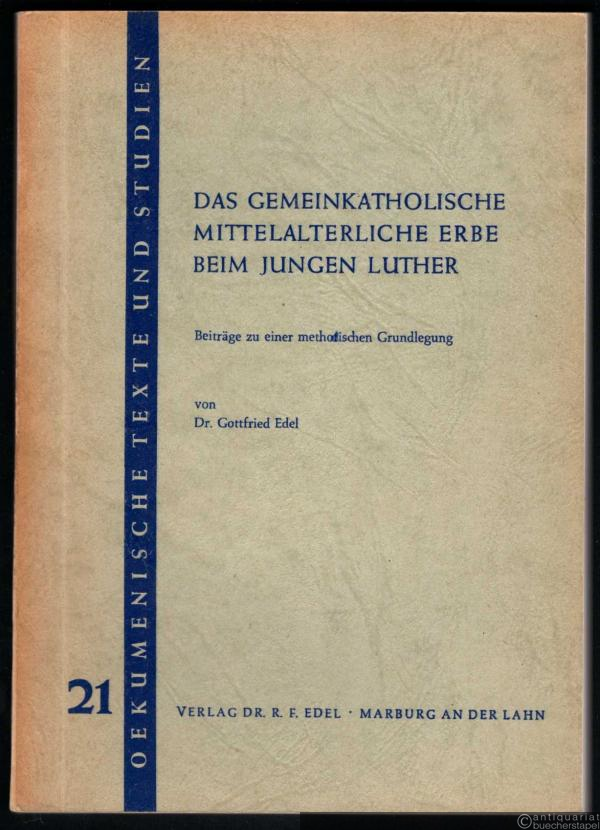 OEKUMENISCHE TEXTE UND STUDIEN
DAS GEMEINKATHOLISCHE
MITTELALTERLICHE ERBE
BEIM JUNGEN LUTHER
Beiträge zu einer Grundlegung
von
Dr. Gottfried Edel
21
VERLAG DR. R. F. EDEL · MARBURG AN DER LAHN
©antiquariat
buecherstapel